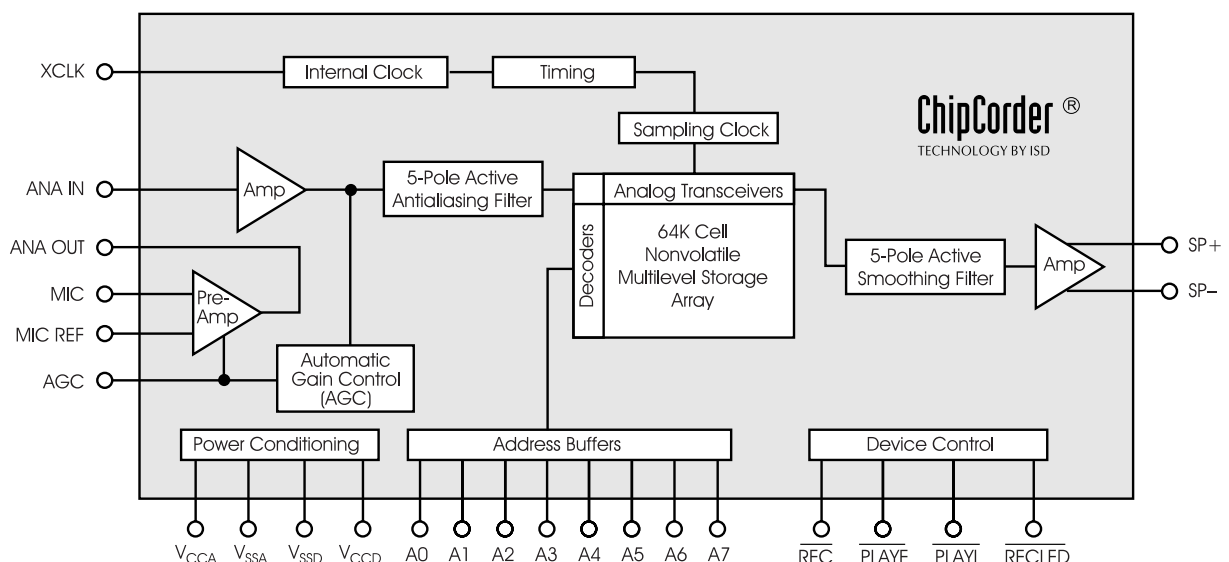 XCLK
Internal Clock
Timing
Sampling Clock
ChipCorder ®
TECHNOLOGY BY ISD
ANA IN
Amp
5-Pole Active
Antialiasing Filter
Analog Transceivers
Decoders
64K Cell
Nonvolatile
Multilevel Storage
Array
ANA OUT
MIC
MIC REF
AGC
Pre-
Amp
Automatic
Gain Control
(AGC)
5-Pole Active
Smoothing Filter
Amp
SP+
SP–
Power Conditioning
Address Buffers
Device Control
VCCA
VSSA
VSSD
VCCD
A0
A1
A2
A3
A4
A5
A6
A7
REC
PLAYE
PLAYL
RECLED